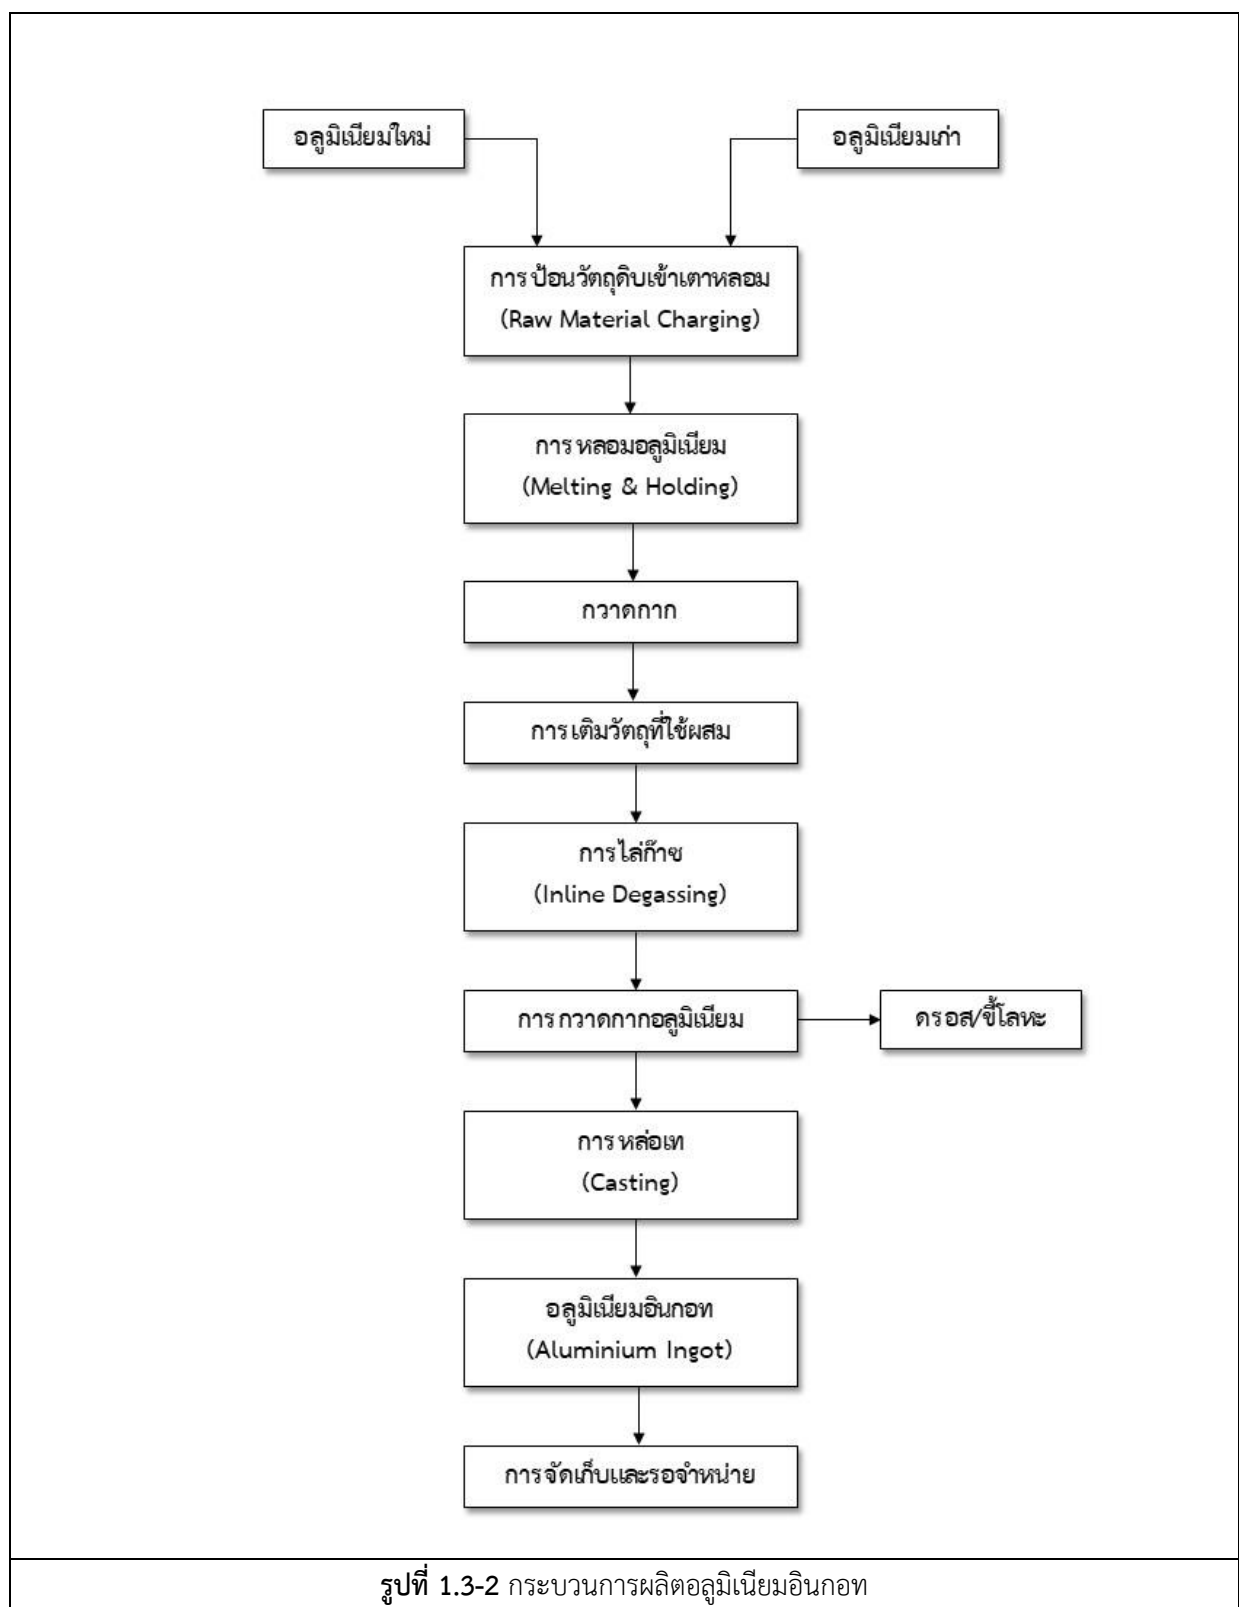 อลูมิเนียมใหม่
อลูมิเนียมเก่า
การป้อนวัตถุดิบเข้าเตาหลอม
(Raw Material Charging)
การหลอมอลูมิเนียม
(Melting & Holding)
กวาดกาก
การเติมวัตถุที่ใช้ผสม
การไล่ก๊าซ
(Inline Degassing)
การกวาดกากอลูมิเนียม
ดรอส/ขี้โลหะ
การหล่อเท
(Casting)
อลูมิเนียมอินกอท
(Aluminium Ingot)
การจัดเก็บและรอจำหน่าย
รูปที่ 1.3-2 กระบวนการผลิตอลูมิเนียมอินกอท